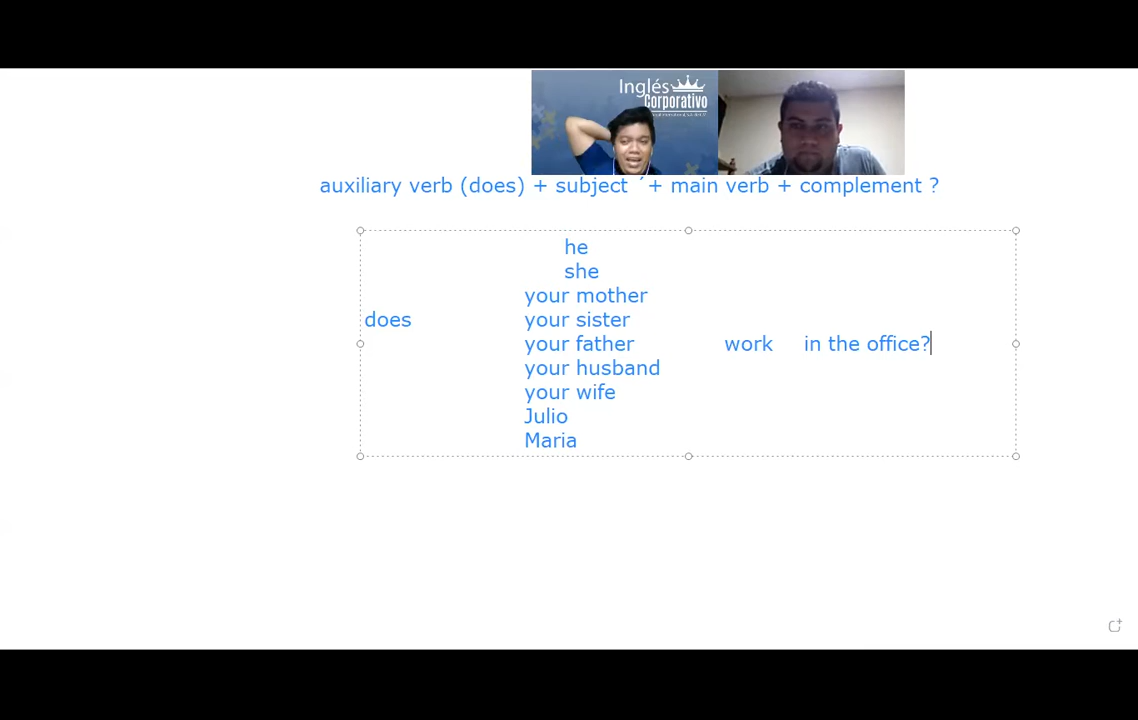 Inglés
Corporativo
auxiliary verb (does) + subject ´+ main verb + complement ?
he
she
your mother
does your sister
your father work in the office?
your husband
your wife
Julio
Maria